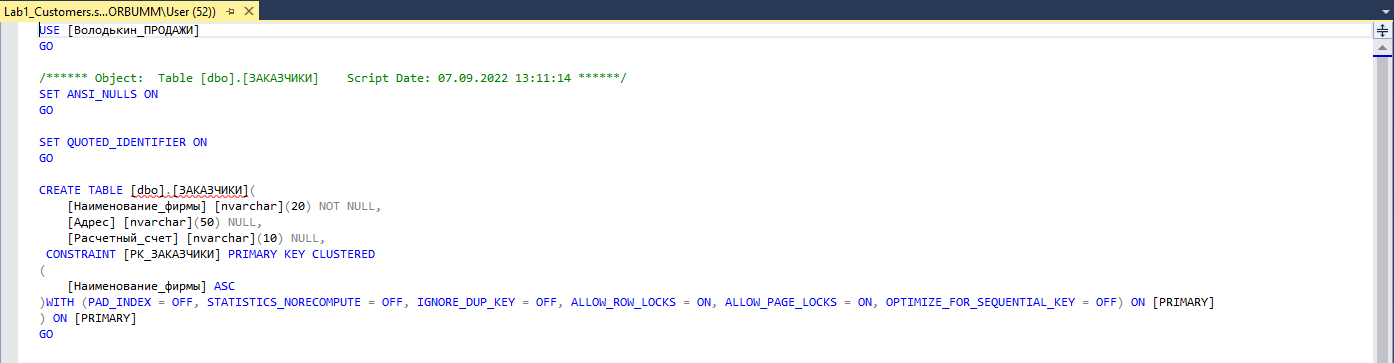 Lab1_Customers.s...ORBUMM\User (52))
USE [Володькин_ПРОДАЖИ]
GO
/****** Object:  Table [dbo].[ЗАКАЗЧИКИ]    Script Date: 07.09.2022 13:11:14 ******/
SET ANSI_NULLS ON
GO
SET QUOTED_IDENTIFIER ON
GO
CREATE TABLE [dbo].[ЗАКАЗЧИКИ](
    [Наименование_фирмы] [nvarchar](20) NOT NULL,
    [Адрес] [nvarchar](50) NULL,
    [Расчетный_счет] [nvarchar](10) NULL,
 CONSTRAINT [PK_ЗАКАЗЧИКИ] PRIMARY KEY CLUSTERED
(
    [Наименование_фирмы] ASC
)WITH (PAD_INDEX = OFF, STATISTICS_NORECOMPUTE = OFF, IGNORE_DUP_KEY = OFF, ALLOW_ROW_LOCKS = ON, ALLOW_PAGE_LOCKS = ON, OPTIMIZE_FOR_SEQUENTIAL_KEY = OFF) ON [PRIMARY]
) ON [PRIMARY]
GO